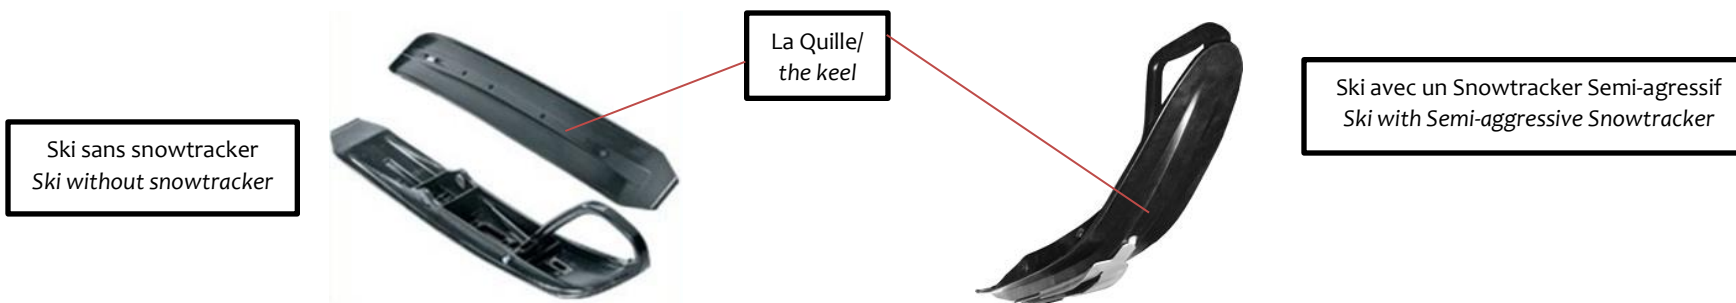 La Quille/
the keel
Ski avec un Snowtracker Semi-agressif
Ski with Semi-aggressive Snowtracker
Ski sans snowtracker
Ski without snowtracker